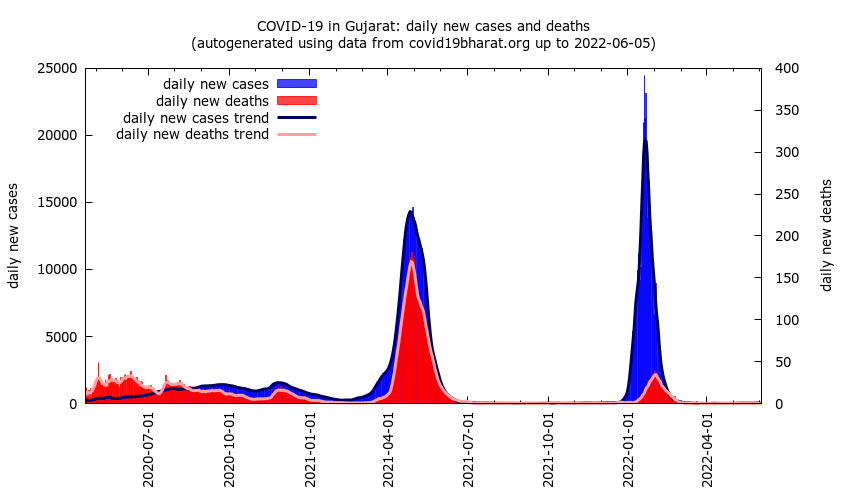 COVID-19 in Gujarat: daily new cases and deaths
(autogenerated using data from covid19bharat.org up to 2022-06-05)
daily new cases
daily new deaths
daily new cases trend
daily new deaths trend
25000
20000
15000
10000
5000
0
daily new cases
400
350
300
250
200
150
100
50
0
daily new deaths
2020-07-01
2020-10-01
2021-01-01
2021-04-01
2021-07-01
2021-10-01
2022-01-01
2022-04-01